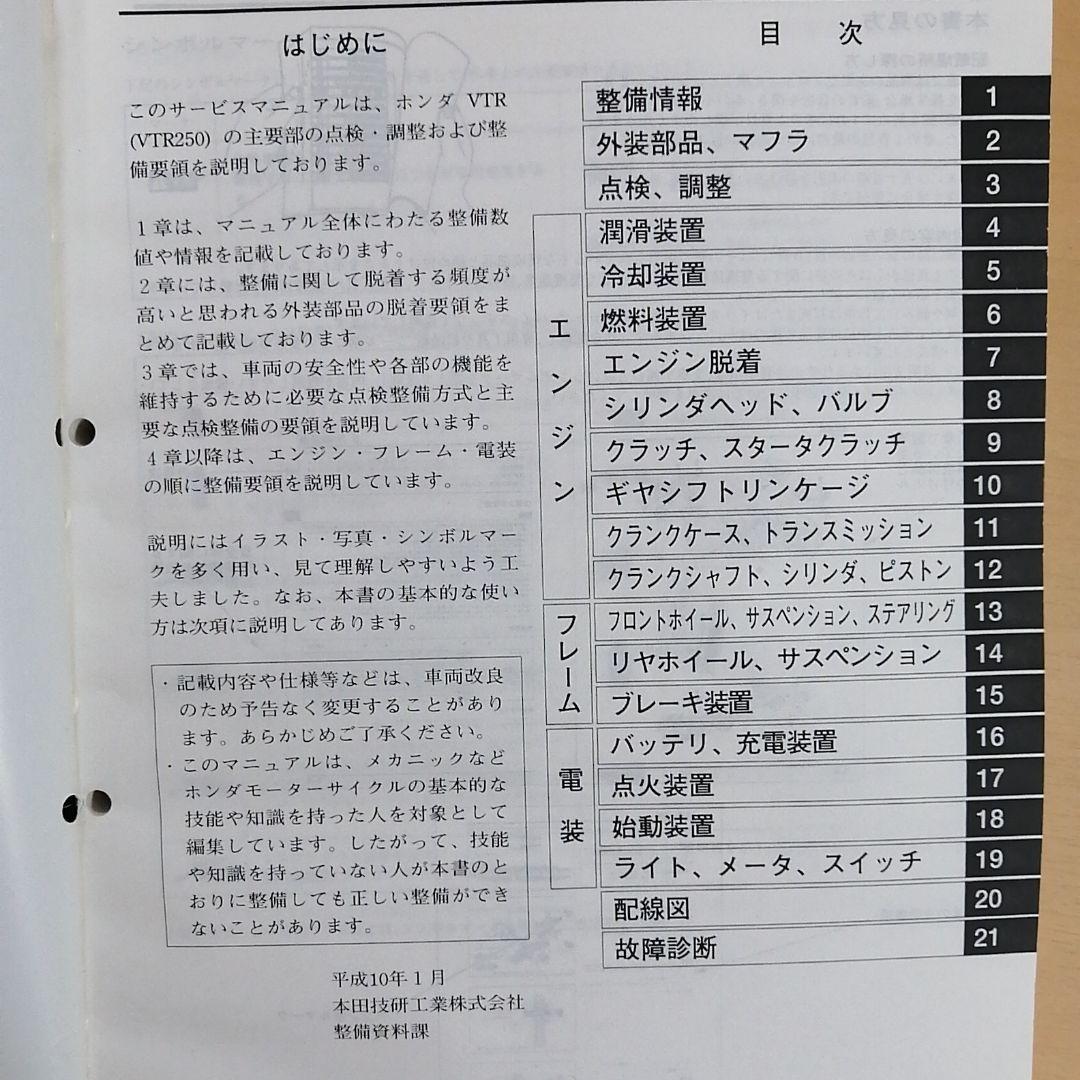 はじめに
このサービスマニュアルは、ホンダ VTR
(VTR250) の主要部の点検・調整および整
備要領を説明しております。
1章は、マニュアル全体にわたる整備数
値や情報を記載しております。
2章には、整備に関して脱着する頻度が
高いと思われる外装部品の脱着要領をま
とめて記載しております。
3章では、車両の安全性や各部の機能を
維持するために必要な点検整備方式と主
要な点検整備の要領を説明しています。
4章以降は、エンジン・フレーム・電装
の順に整備要領を説明しています。
説明にはイラスト・写真・シンボルマー
クを多く用い、見て理解しやすいよう工
夫しました。なお、本書の基本的な使い
方は次項に説明してあります。
・記載内容や仕様等などは、車両改良
のため予告なく変更することがあり
ます。あらかじめご了承ください。
・このマニュアルは、メカニックなど
ホンダモーターサイクルの基本的な
技能や知識を持った人を対象として
編集しています。したがって、技能
や知識を持っていない人が本書のと
おりに整備しても正しい整備ができ
ないことがあります。
平成10年1月
本田技研工業株式会社
整備資料課
目 次
整備情報 1
外装部品、マフラ 2
点検、調整 3
エンジン
潤滑装置 4
冷却装置 5
燃料装置 6
エンジン脱着 7
シリンダヘッド、バルブ 8
クラッチ、スタータクラッチ 9
ギヤシフトリンケージ 10
クランクケース、トランスミッション 11
クランクシャフト、シリンダ、ピストン 12
フレーム
フロントホイール、サスペンション、ステアリング 13
リヤホイール、サスペンション 14
ブレーキ装置 15
電装
バッテリ、充電装置 16
点火装置 17
始動装置 18
ライト、メータ、スイッチ 19
配線図 20
故障診断 21